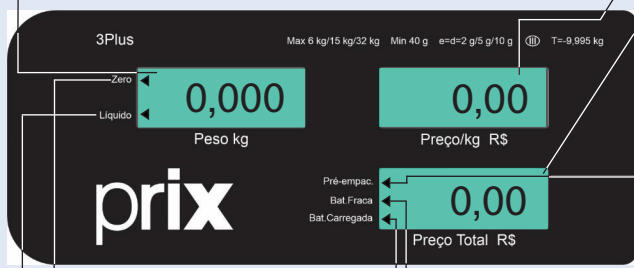 3Plus
Max 6 kg/15 kg/32 kg Min 40 g e=d=2 g/5 g/10 g III T=-9,995 kg
Zero
0,000
0,00
Líquido
Peso kg
Preço/kg R$
prix
Pré-empac.
Bat.Fraca
0,00
Bat.Carregada
Preço Total R$